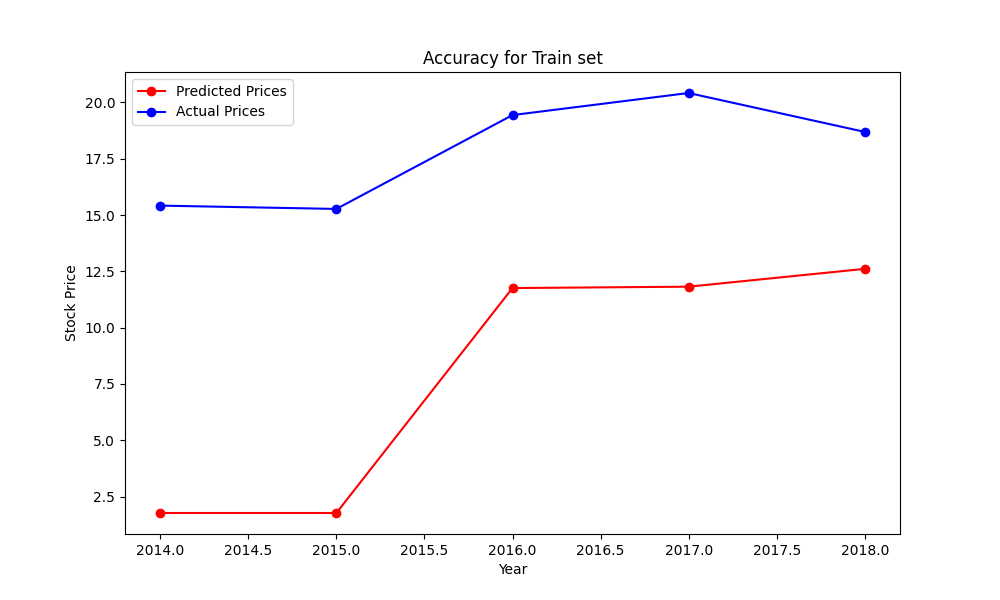 Accuracy for Train set
Predicted Prices
Actual Prices
20.0
17.5
15.0
12.5
10.0
7.5
5.0
2.5
Stock Price
2014.0 2014.5 2015.0 2015.5 2016.0 2016.5 2017.0 2017.5 2018.0
Year